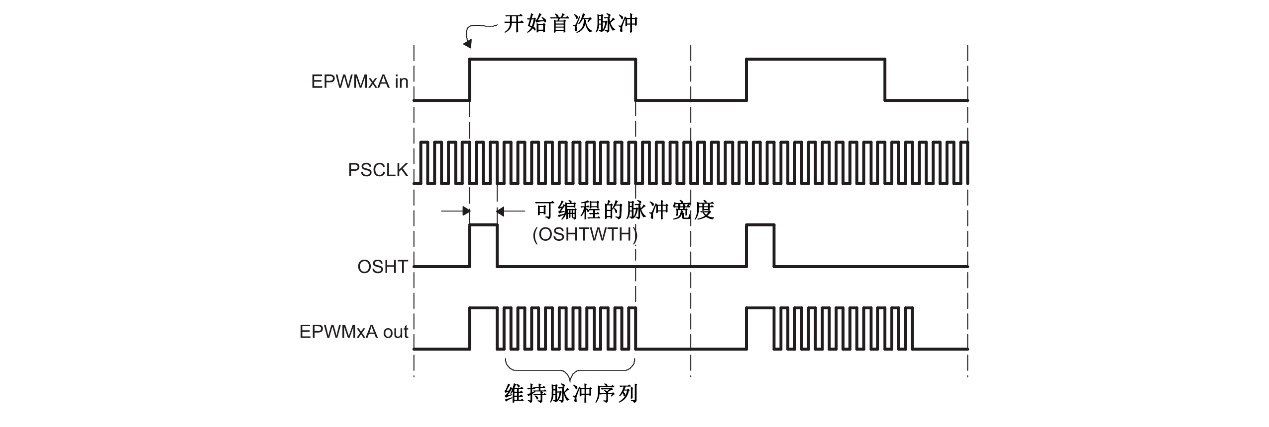 开始首次脉冲
EPWMxA in
PSCLK
可编程的脉冲宽度
(OSHTWTH)
OSHT
EPWMxA out
维持脉冲序列